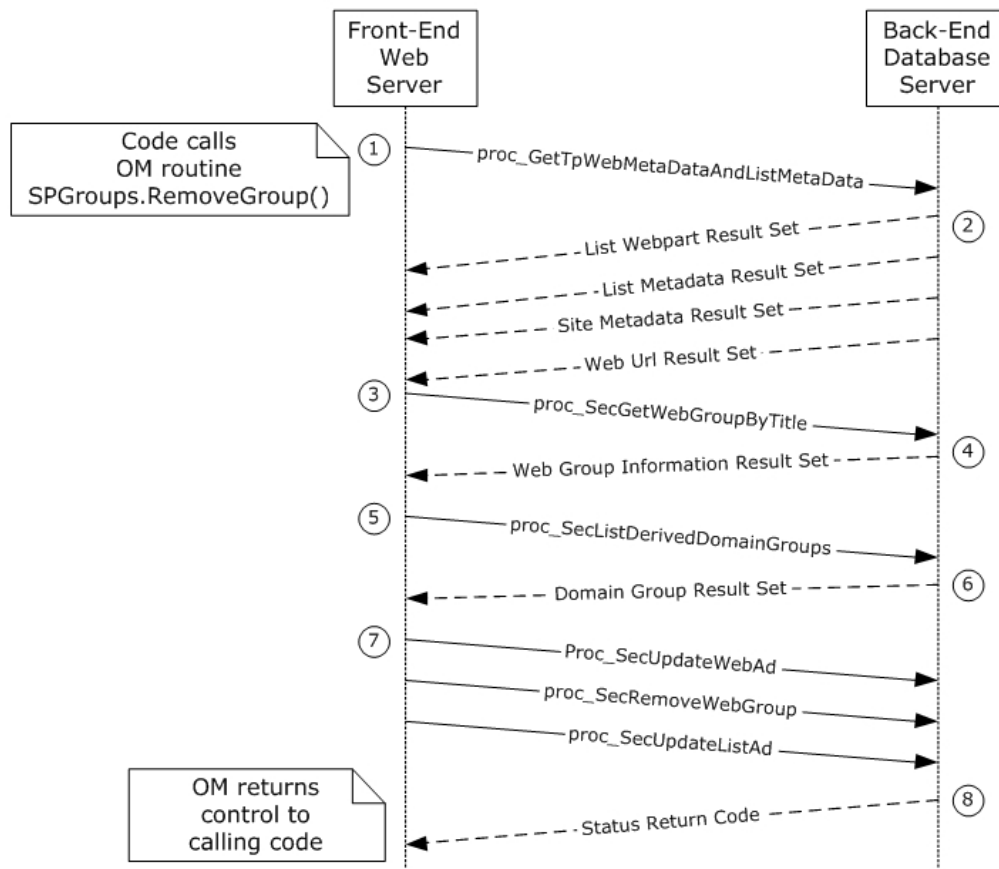 Front-End
Web
Server
Back-End
Database
Server
Code calls
OM routine
SPGroups.RemoveGroup()
1
proc_GetTpWebMetaDataAndListMetaData
2
List Webpart Result Set
List Metadata Result Set
Site Metadata Result Set
Web Url Result Set
3
proc_SecGetWebGroupByTitle
4
Web Group Information Result Set
5
proc_SecListDerivedDomainGroups
6
Domain Group Result Set
7
Proc_SecUpdateWebAd
proc_SecRemoveWebGroup
proc_SecUpdateListAd
OM returns
control to
calling code
8
Status Return Code